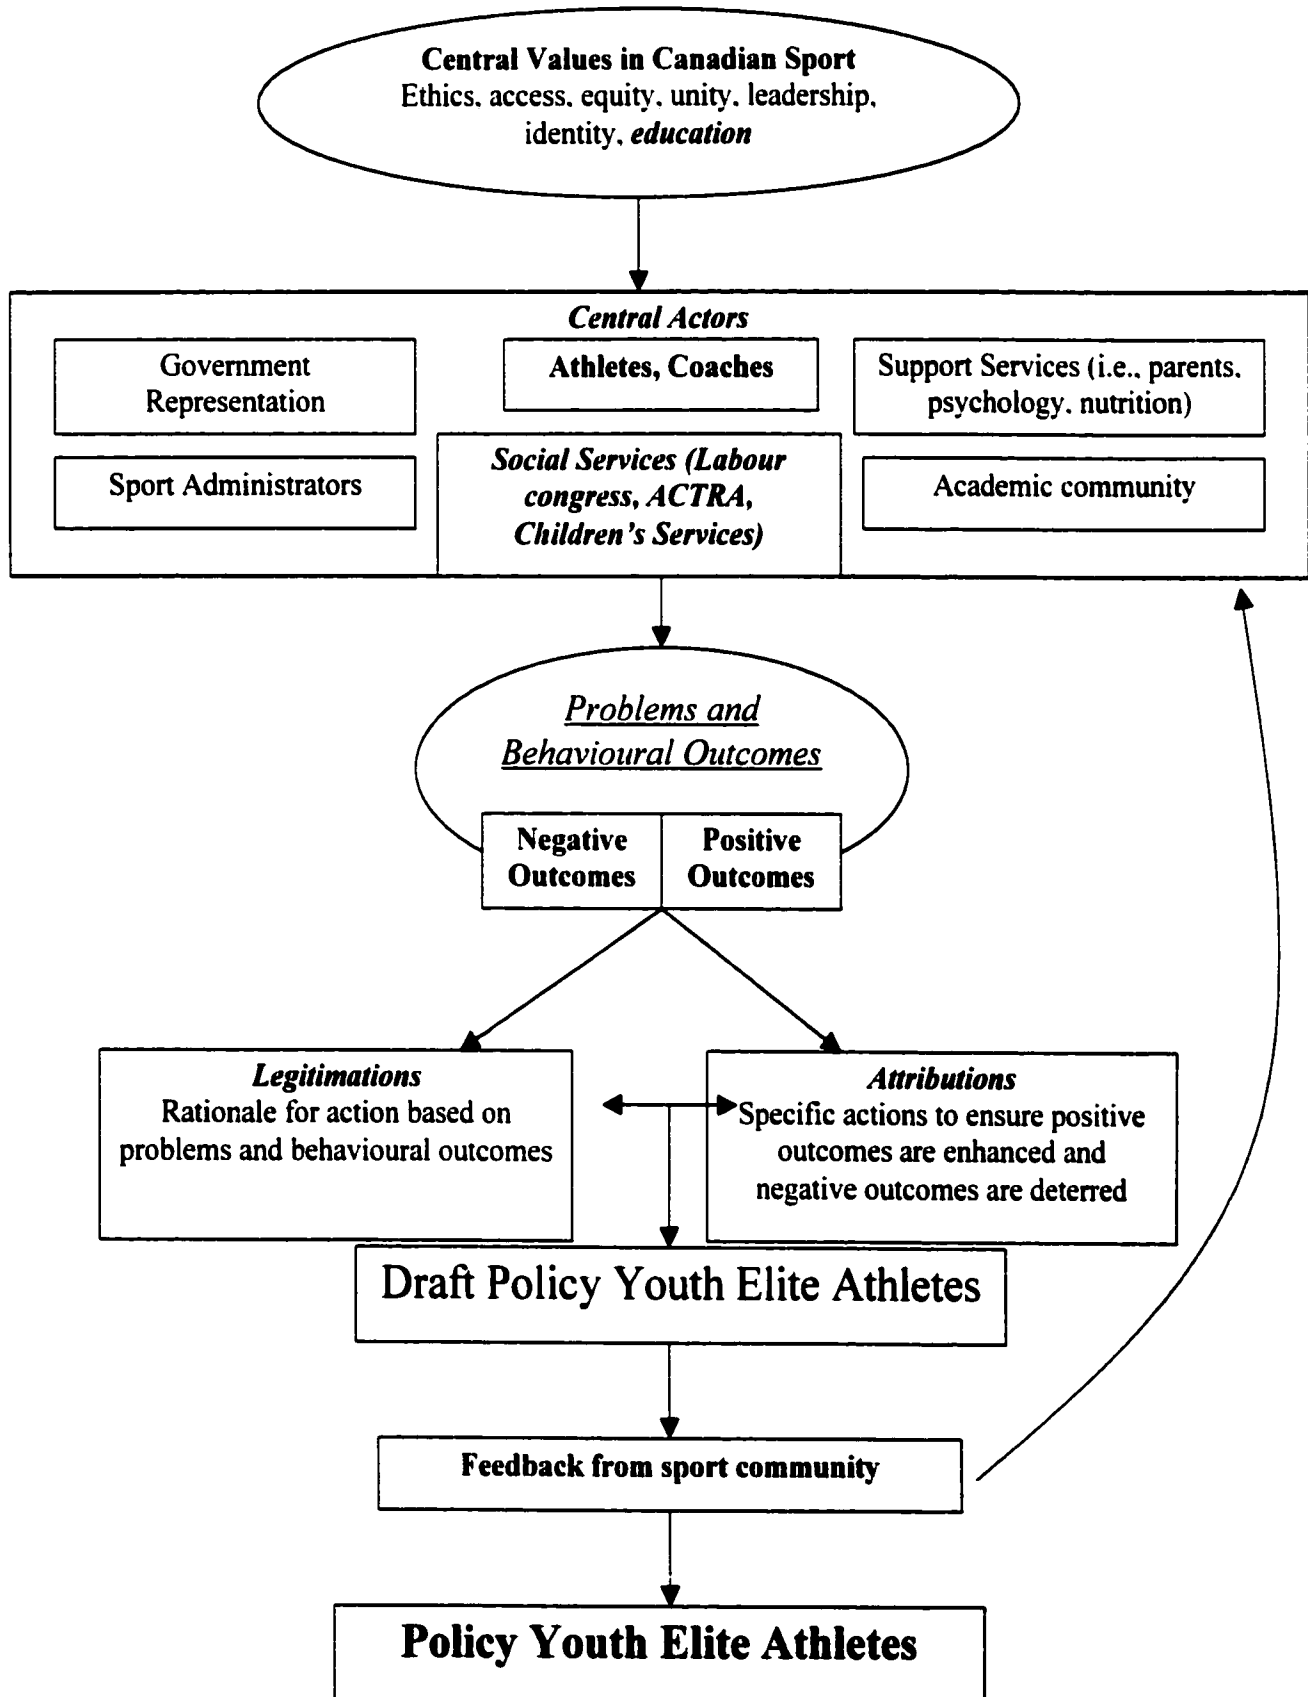 Central Values in Canadian Sport
Ethics, access, equity, unity, leadership,
identity, education
Central Actors
Government
Representation
Athletes, Coaches
Support Services (i.e., parents,
psychology, nutrition)
Sport Administrators
Social Services (Labour
congress, ACTRA,
Children's Services)
Academic community
Problems and
Behavioural Outcomes
Negative
Outcomes
Positive
Outcomes
Legitimations
Rationale for action based on
problems and behavioural outcomes
Attributions
Specific actions to ensure positive
outcomes are enhanced and
negative outcomes are deterred
Draft Policy Youth Elite Athletes
Feedback from sport community
Policy Youth Elite Athletes